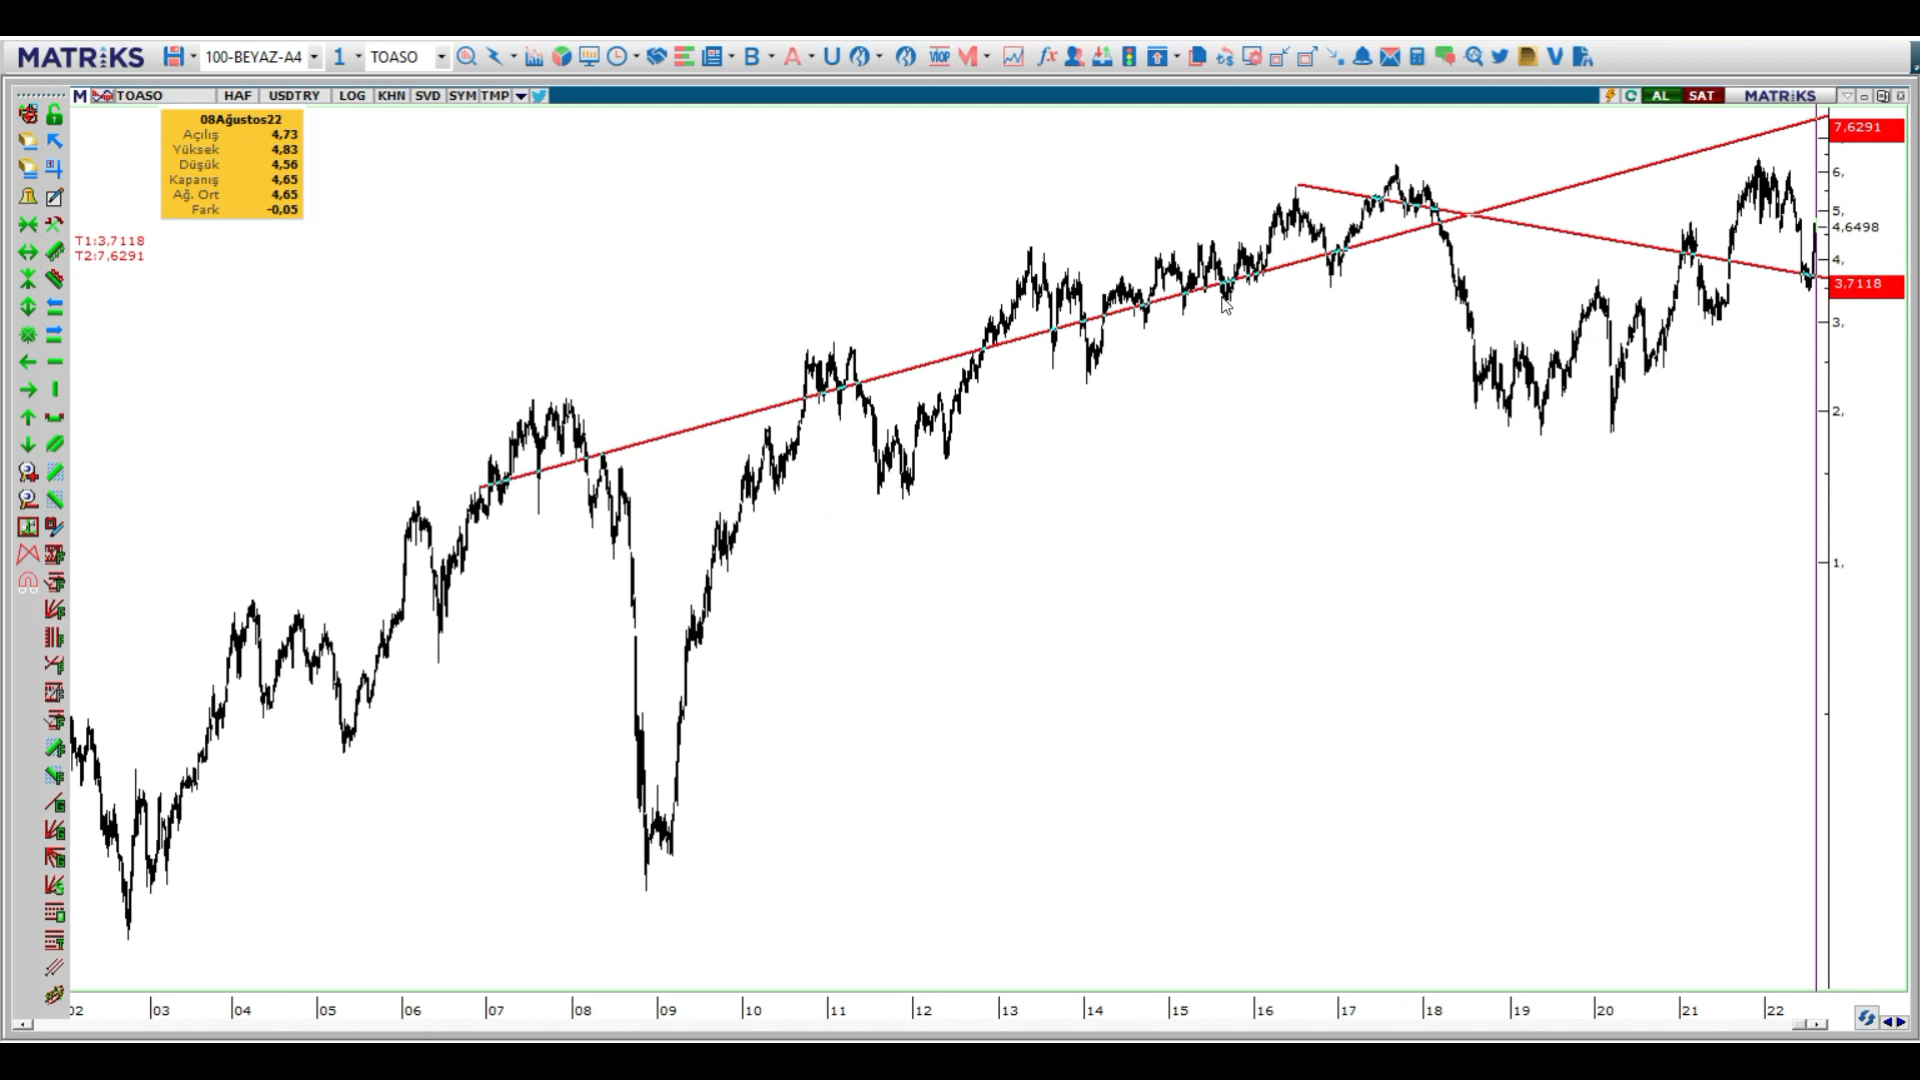 MATRIKS 100-BEYAZ-A4 1 TOASO B A U VIOP M fx V
M TOASO HAF USDTRY LOG KHN SVD SYM TMP AL SAT MATRIKS
08Ağustos22
Açılış 4,73
Yüksek 4,83
Düşük 4,56
Kapanış 4,65
Ağ. Ort 4,65
Fark -0,05
T1:3,7118
T2:7,6291
7,6291
6,
5,
4,6498
4,
3,7118
3,
2,
1,
02 03 04 05 06 07 08 09 10 11 12 13 14 15 16 17 18 19 20 21 22